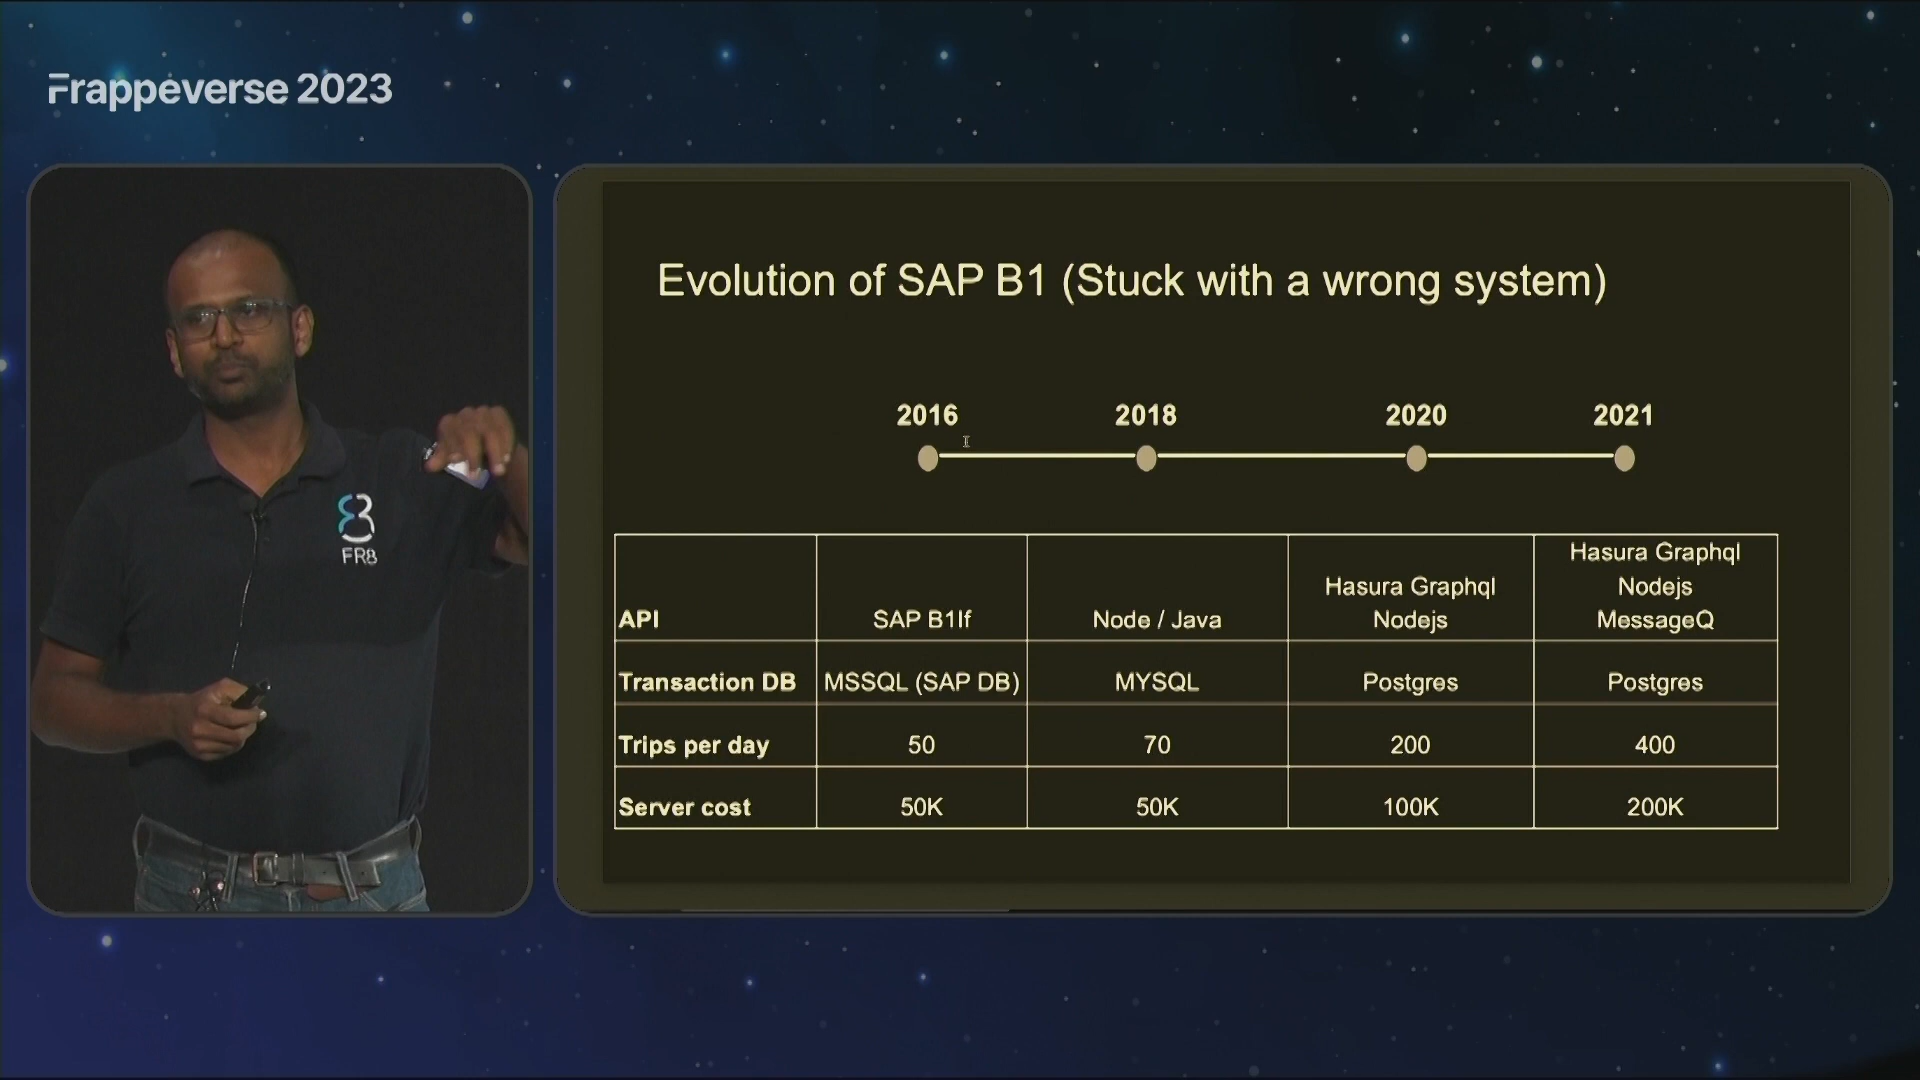 Frappeverse 2023
FR8
Evolution of SAP B1 (Stuck with a wrong system)
2016 2018 2020 2021
API SAP B1If Node / Java Hasura Graphql Nodejs Hasura Graphql Nodejs MessageQ
Transaction DB MSSQL (SAP DB) MYSQL Postgres Postgres
Trips per day 50 70 200 400
Server cost 50K 50K 100K 200K